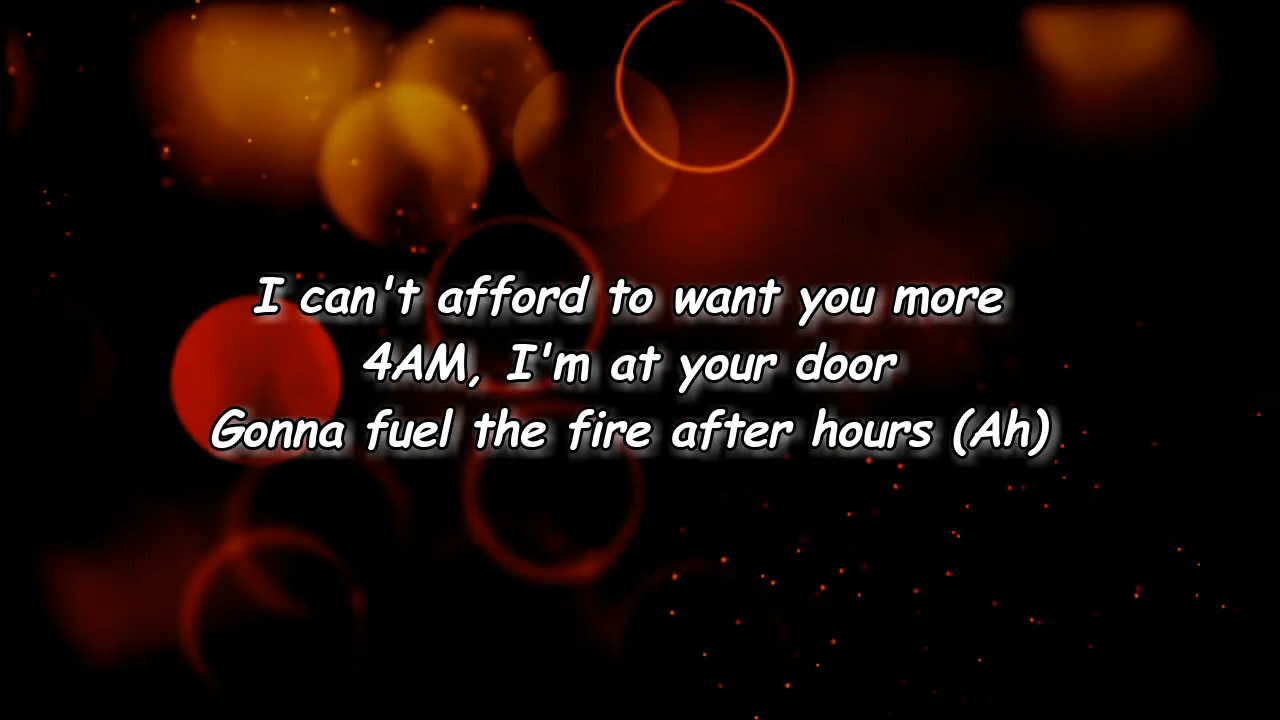 I can't afford to want you more
4AM, I'm at your door
Gonna fuel the fire after hours (Ah)